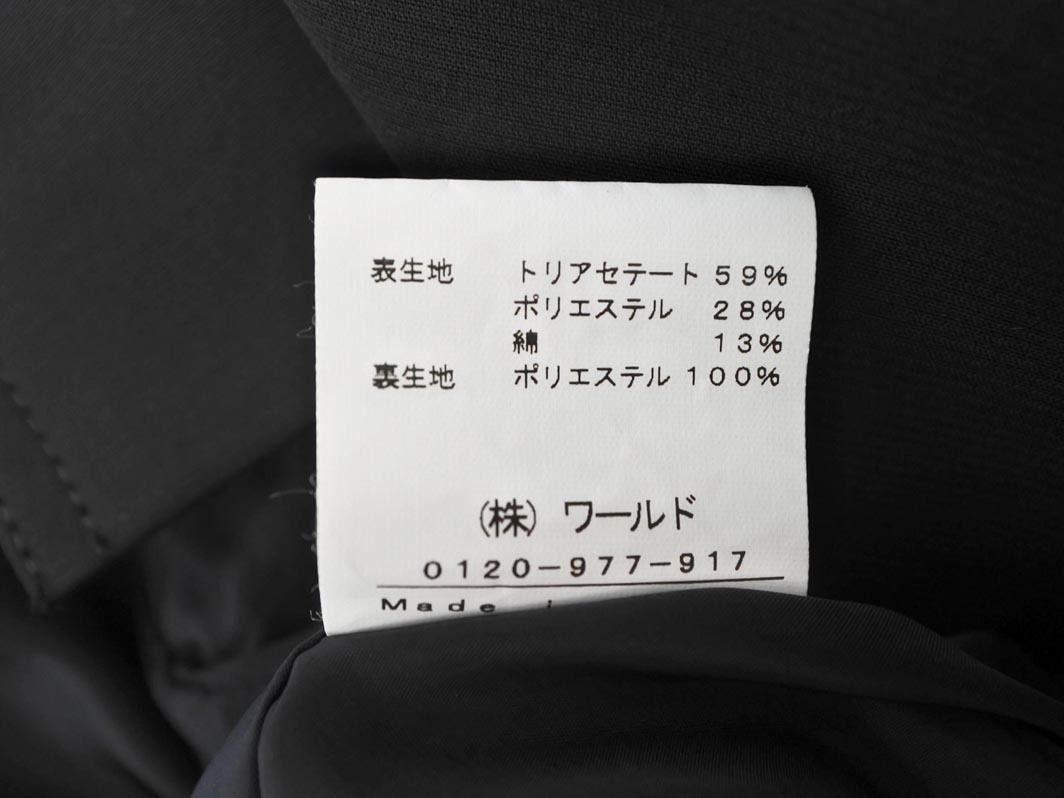 表生地 トリアセテート 59%
ポリエステル 28%
綿 13%
裏生地 ポリエステル 100%
(株) ワールド
0120-977-917
Made